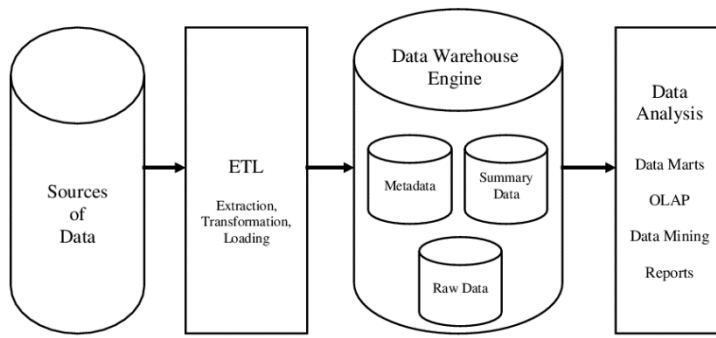 Sources
of
Data
ETL
Extraction,
Transformation,
Loading
Data Warehouse
Engine
Metadata
Summary
Data
Raw Data
Data
Analysis
Data Marts
OLAP
Data Mining
Reports